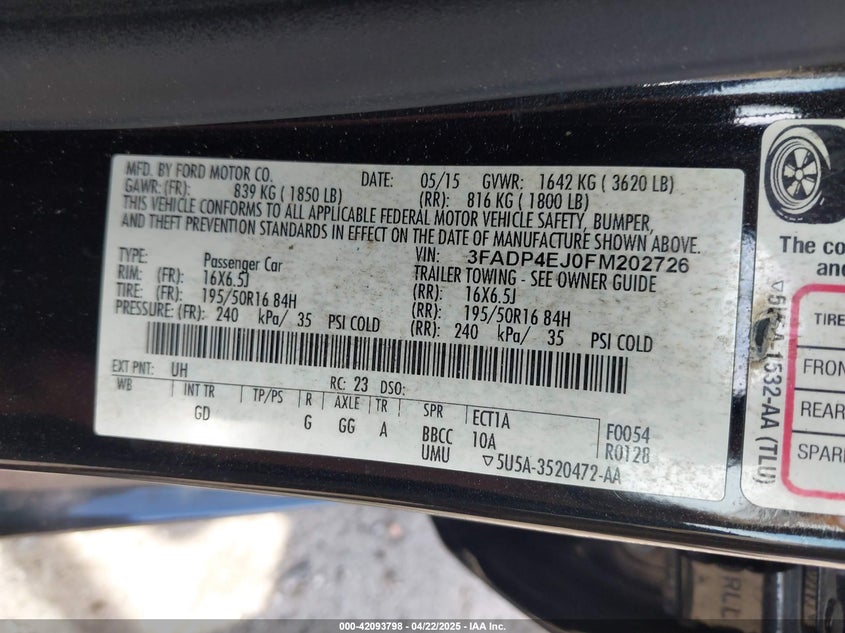 MFD. BY FORD MOTOR CO. DATE: 05/15 GVWR: 1642 KG ( 3620 LB)
GAWR: (FR): 839 KG ( 1850 LB) (RR): 816 KG ( 1800 LB)
THIS VEHICLE CONFORMS TO ALL APPLICABLE FEDERAL MOTOR VEHICLE SAFETY, BUMPER,
AND THEFT PREVENTION STANDARDS IN EFFECT ON THE DATE OF MANUFACTURE SHOWN ABOVE.
VIN: 3FADP4EJ0FM202726
TYPE: Passenger Car TRAILER TOWING - SEE OWNER GUIDE
RIM: (FR): 16X6.5J (RR): 16X6.5J
TIRE: (FR): 195/50R16 84H (RR): 195/50R16 84H
PRESSURE: (FR): 240 kPa/ 35 PSI COLD (RR): 240 kPa/ 35 PSI COLD
EXT PNT: UH RC: 23 DSO:
WB INT TR TP/PS R AXLE TR SPR ECT1A F0054
GD G GG A BBCC 10A R0128
UMU ▽5U5A-3520472-AA
The co
and
TIRE
FRON
REAR
SPAR
1532-AA (TLU)
000-42093798 - 04/22/2025 - IAA Inc.